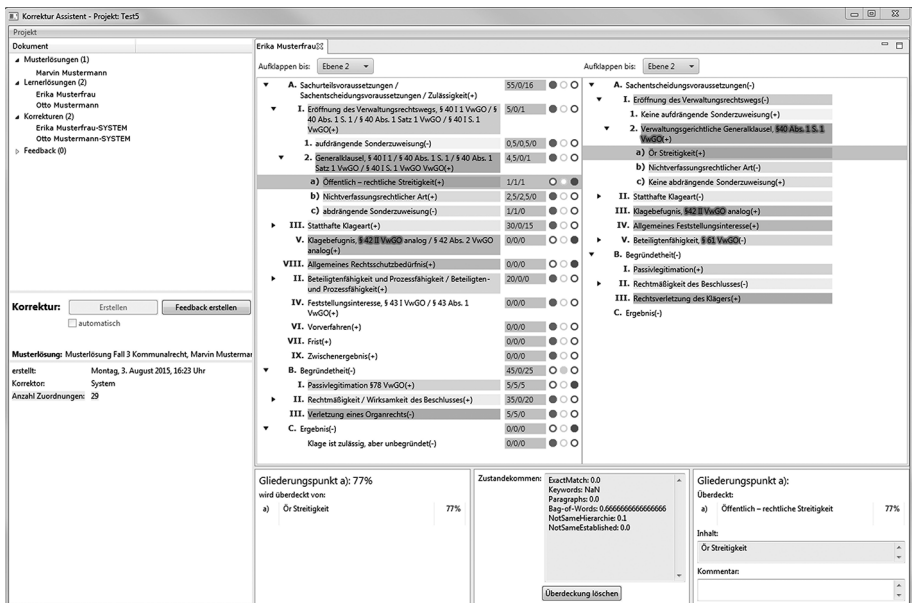 Korrektur Assistent - Projekt: Test5
Projekt
Dokument
Musterlösungen (1)
Marvin Mustermann
Lernerlösungen (2)
Erika Musterfrau
Otto Mustermann
Korrekturen (2)
Erika Musterfrau-SYSTEM
Otto Mustermann-SYSTEM
Feedback (0)
Korrektur:
Erstellen
Feedback erstellen
automatisch
Musterlösung: Musterlösung Fall 3 Kommunalrecht, Marvin Musterman
erstellt: Montag, 3. August 2015, 16:23 Uhr
Korrektor: System
Anzahl Zuordnungen: 29
Erika Musterfrau
Aufklappen bis: Ebene 2
A. Sachurteilsvoraussetzungen / 55/0/16
Sachentscheidungsvoraussetzungen / Zulässigkeit(+)
I. Eröffnung des Verwaltungsrechtswegs, § 40 I 1 VwGO / § 5/0/1
40 Abs. 1 S. 1 / § 40 Abs. 1 Satz 1 VwGO / § 40 I S. 1
VwGO(+)
1. aufdrängende Sonderzuweisung(-) 0,5/0,5/0
2. Generalklausel, § 40 I 1 / § 40 Abs. 1 S. 1 / § 40 Abs. 1 4,5/0/1
Satz 1 VwGO / § 40 I S. 1 VwGO VwGO(+)
a) Öffentlich – rechtliche Streitigkeit(+) 1/1/1
b) Nichtverfassungsrechtlicher Art(+) 2,5/2,5/0
c) abdrängende Sonderzuweisung(-) 1/1/0
III. Statthafte Klageart(+) 30/0/15
V. Klagebefugnis, § 42 II VwGO analog / § 42 Abs. 2 VwGO 0/0/0
analog(+)
VIII. Allgemeines Rechtsschutzbedürfnis(+) 0/0/0
II. Beteiligtenfähigkeit und Prozessfähigkeit / Beteiligten- 20/0/0
und Prozessfähigkeit(+)
IV. Feststellungsinteresse, § 43 I VwGO / § 43 Abs. 1 0/0/0
VwGO(+)
VI. Vorverfahren(+) 0/0/0
VII. Frist(+) 0/0/0
IX. Zwischenergebnis(+) 0/0/0
B. Begründetheit(-) 45/0/25
I. Passivlegitimation §78 VwGO(+) 5/5/5
II. Rechtmäßigkeit / Wirksamkeit des Beschlusses(+) 35/0/20
III. Verletzung eines Organrechts(-) 5/5/0
C. Ergebnis(-) 0/0/0
Klage ist zulässig, aber unbegründet(-) 0/0/0
Aufklappen bis: Ebene 2
A. Sachentscheidungsvoraussetzungen(-)
I. Eröffnung des Verwaltungsrechtswegs(-)
1. Keine aufdrängende Sonderzuweisung(+)
2. Verwaltungsgerichtliche Generalklausel, §40 Abs. 1 S. 1
VwGO(+)
a) Ör Streitigkeit(+)
b) Nichtverfassungsrechtlicher Art(-)
c) Keine abdrängende Sonderzuweisung(+)
II. Statthafte Klageart(-)
III. Klagebefugnis, §42 II VwGO analog(+)
IV. Allgemeines Feststellungsinteresse(+)
V. Beteiligtenfähigkeit, § 61 VwGO(-)
B. Begründetheit(-)
I. Passivlegitimation(+)
II. Rechtmäßigkeit des Beschlusses(-)
III. Rechtsverletzung des Klägers(+)
C. Ergebnis(-)
Gliederungspunkt a): 77%
wird überdeckt von:
a) Ör Streitigkeit 77%
Zustandekommen:
ExactMatch: 0.0
Keywords: NaN
Paragraphs: 0.0
Bag-of-Words: 0.6666666666666666
NotSameHierarchie: 0.1
NotSameEstablished: 0.0
Überdeckung löschen
Gliederungspunkt a):
Überdeckt:
a) Öffentlich – rechtliche Streitigkeit 77%
Inhalt:
Ör Streitigkeit
Kommentar: